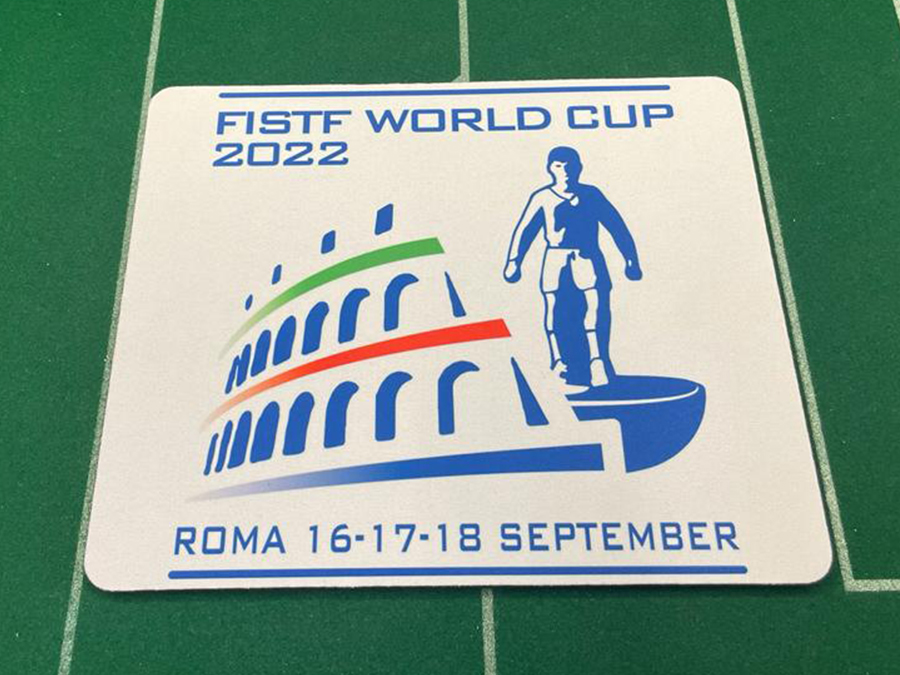 FISTF WORLD CUP
2022
ROMA 16-17-18 SEPTEMBER